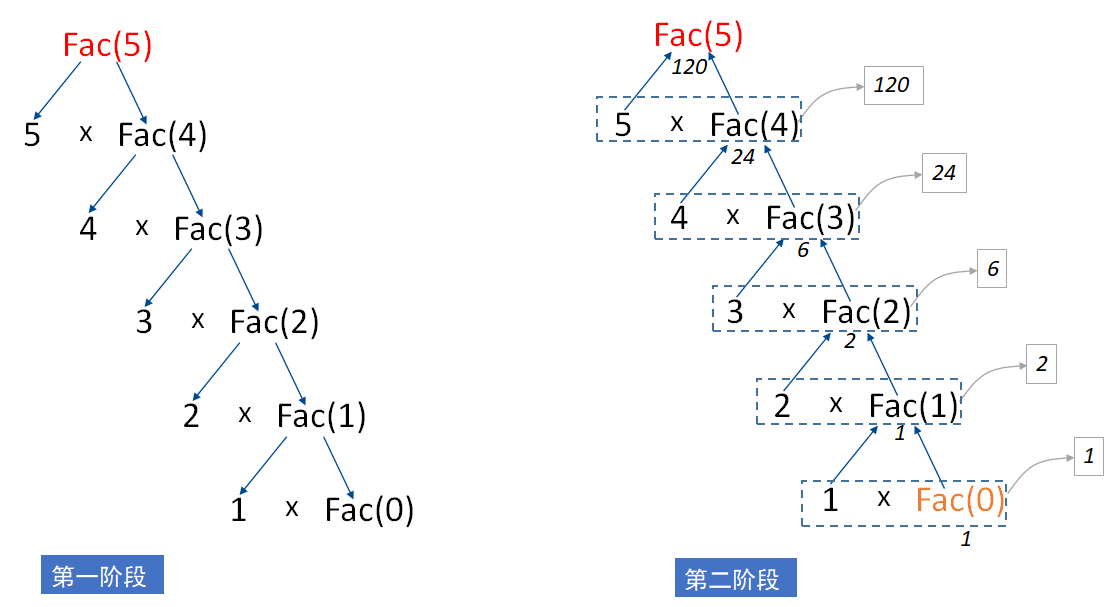 Fac(5)
5 x Fac(4)
4 x Fac(3)
3 x Fac(2)
2 x Fac(1)
1 x Fac(0)
第一阶段
Fac(5)
120
120
5 x Fac(4)
24
24
4 x Fac(3)
6
6
3 x Fac(2)
2
2
2 x Fac(1)
1
1
1 x Fac(0)
1
第二阶段